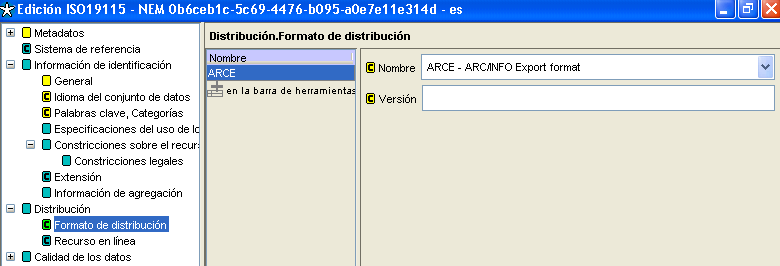 Edición ISO19115 - NEM 0b6ceb1c-5c69-4476-b095-a0e7e11e314d - es
Metadatos
Sistema de referencia
Información de identificación
General
Idioma del conjunto de datos
Palabras clave, Categorías
Especificaciones del uso de lo
Constricciones sobre el recurs
Constricciones legales
Extensión
Información de agregación
Distribución
Formato de distribución
Recurso en línea
Calidad de los datos
Distribución.Formato de distribución
Nombre
ARCE
en la barra de herramientas
Nombre
ARCE - ARC/INFO Export format
Versión